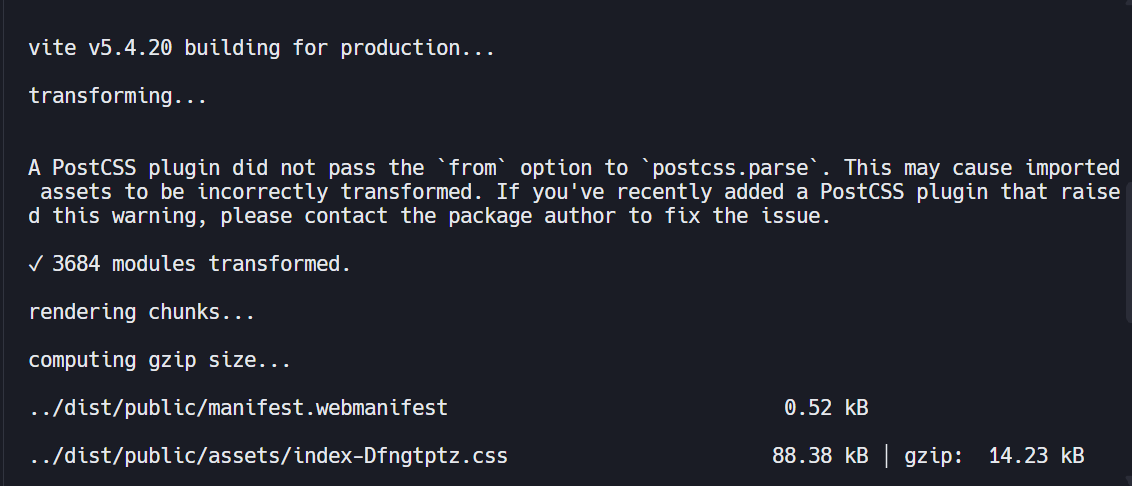 vite v5.4.20 building for production...
transforming...
A PostCSS plugin did not pass the `from` option to `postcss.parse`. This may cause imported
assets to be incorrectly transformed. If you've recently added a PostCSS plugin that raise
d this warning, please contact the package author to fix the issue.
✓ 3684 modules transformed.
rendering chunks...
computing gzip size...
../dist/public/manifest.webmanifest                            0.52 kB
../dist/public/assets/index-Dfngtptz.css                      88.38 kB │ gzip:  14.23 kB